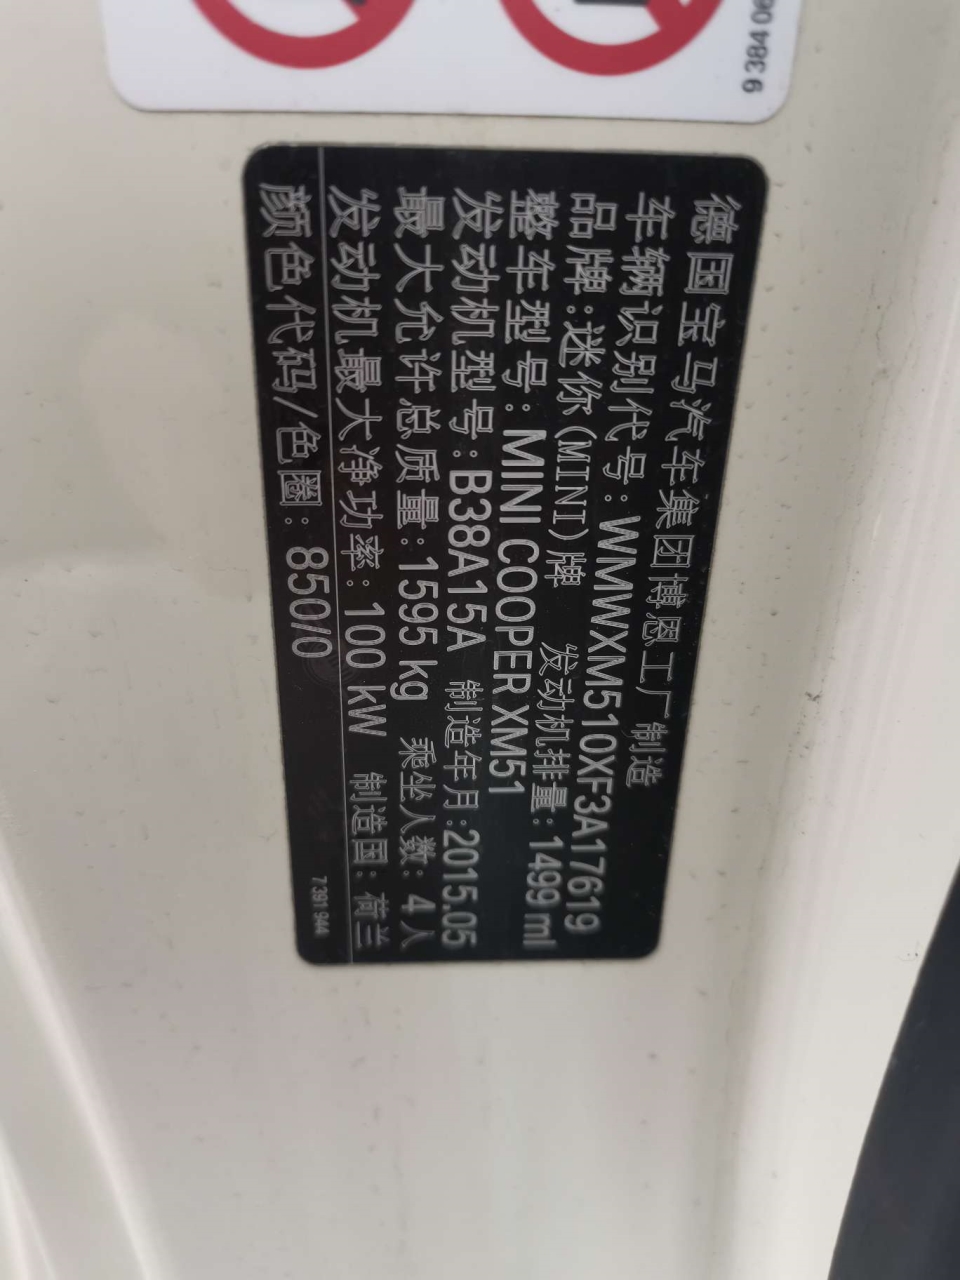 9 384 06
德国宝马汽车集团博恩工厂制造
车辆识别代号:WMWXM510XF3A17619
品牌:迷你(MINI)牌 发动机排量:1499 ml
整车型号:MINI COOPER XM51
发动机型号:B38A15A 制造年月:2015.05
最大允许总质量:1595 kg 乘坐人数:4人
发动机最大净功率:100 kW 制造国:荷兰
颜色代码/色圈:850/0 7 391 944